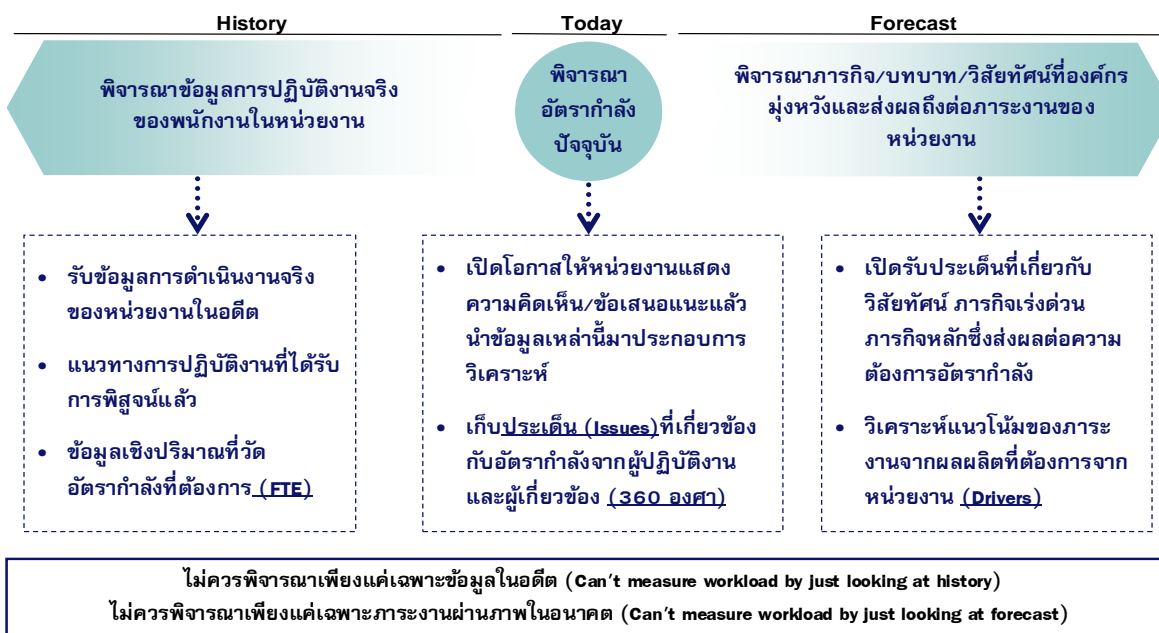 History
Today
Forecast
พิจารณาข้อมูลการปฏิบัติงานจริง
ของพนักงานในหน่วยงาน
พิจารณา
อัตรากำลัง
ปัจจุบัน
พิจารณาภารกิจ/บทบาท/วิสัยทัศน์ที่องค์กร
มุ่งหวังและส่งผลถึงต่อภาระงานของ
หน่วยงาน
• รับข้อมูลการดำเนินงานจริง
ของหน่วยงานในอดีต
• แนวทางการปฏิบัติงานที่ได้รับ
การพิสูจน์แล้ว
• ข้อมูลเชิงปริมาณที่วัด
อัตรากำลังที่ต้องการ (FTE)
• เปิดโอกาสให้หน่วยงานแสดง
ความคิดเห็น/ข้อเสนอแนะแล้ว
นำข้อมูลเหล่านี้มาประกอบการ
วิเคราะห์
• เก็บประเด็น (Issues)ที่เกี่ยวข้อง
กับอัตรากำลังจากผู้ปฏิบัติงาน
และผู้เกี่ยวข้อง (360 องศา)
• เปิดรับประเด็นที่เกี่ยวกับ
วิสัยทัศน์ ภารกิจเร่งด่วน
ภารกิจหลักซึ่งส่งผลต่อความ
ต้องการอัตรากำลัง
• วิเคราะห์แนวโน้มของภาระ
งานจากผลผลิตที่ต้องการจาก
หน่วยงาน (Drivers)
ไม่ควรพิจารณาเพียงแค่เฉพาะข้อมูลในอดีต (Can't measure workload by just looking at history)
ไม่ควรพิจารณาเพียงแค่เฉพาะภาระงานผ่านภาพในอนาคต (Can't measure workload by just looking at forecast)